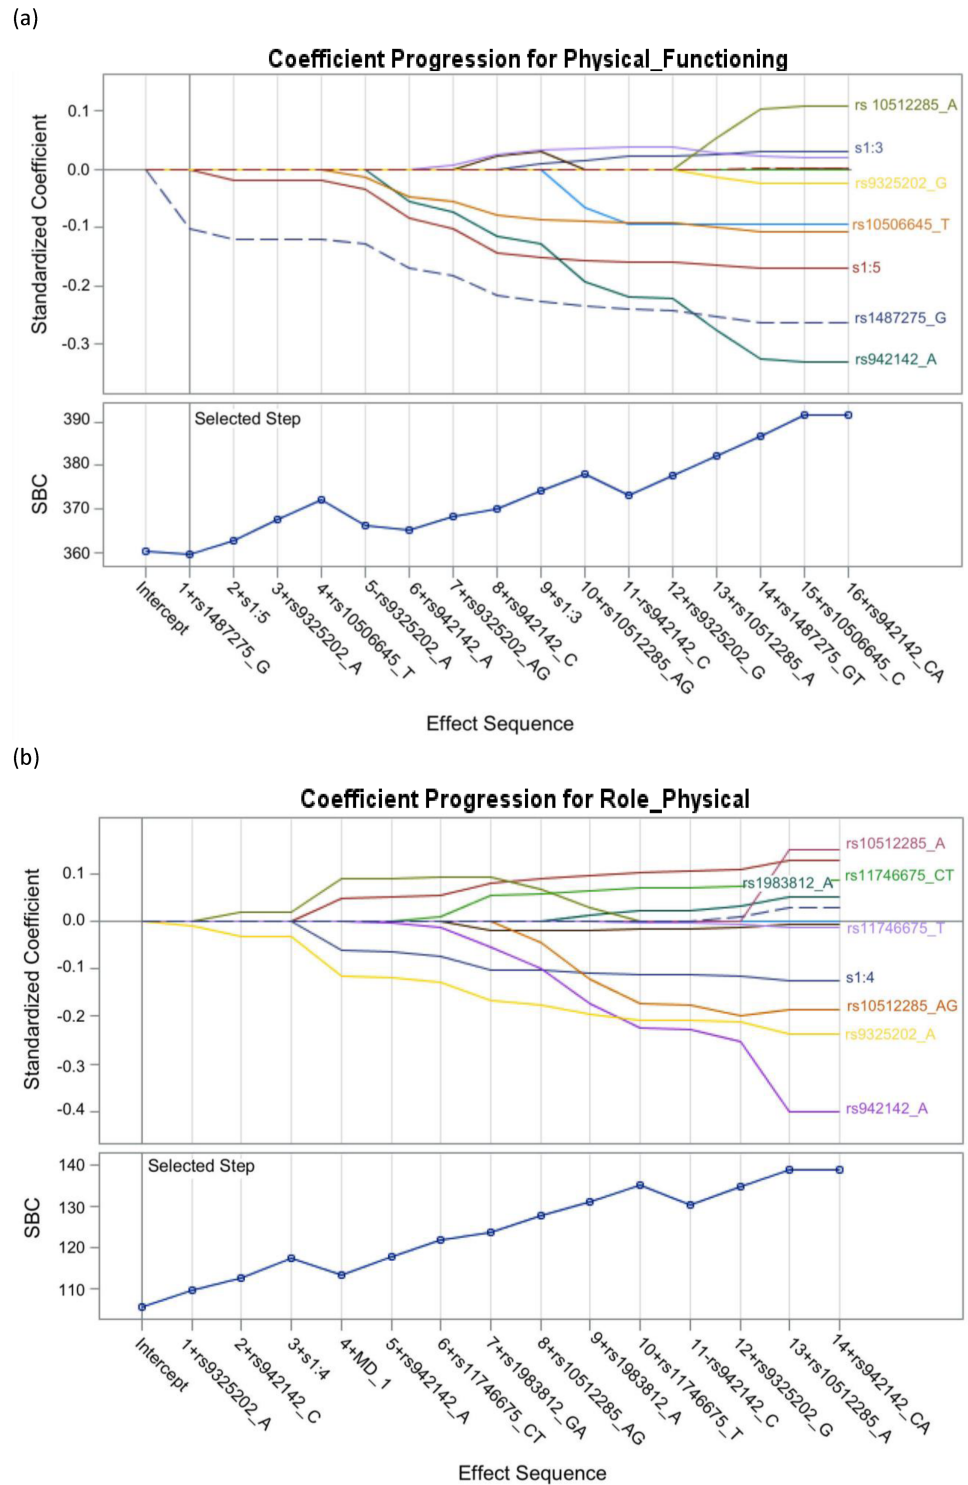 (a)
Coefficient Progression for Physical_Functioning
Standardized Coefficient
0.1
0.0
-0.1
-0.2
-0.3
rs 10512285_A
s1:3
rs9325202_G
rs10506645_T
s1:5
rs1487275_G
rs942142_A
SBC
390
380
370
360
Selected Step
Intercept
1+rs1487275_G
2+s1:5
3+rs9325202_A
4+rs10506645_T
5-rs9325202_A
6+rs942142_A
7+rs9325202_AG
8+rs942142_C
9+s1:3
10+rs10512285_AG
11-rs942142_C
12+rs9325202_G
13+rs10512285_A
14+rs1487275_GT
15+rs10506645_C
16+rs942142_CA
Effect Sequence
(b)
Coefficient Progression for Role_Physical
Standardized Coefficient
0.1
0.0
-0.1
-0.2
-0.3
-0.4
rs10512285_A
rs11746675_CT
rs1983812_A
rs11746675_T
s1:4
rs10512285_AG
rs9325202_A
rs942142_A
SBC
140
130
120
110
Selected Step
Intercept
1+rs9325202_A
2+rs942142_C
3+s1:4
4+MD_1
5+rs942142_A
6+rs11746675_CT
7+rs1983812_GA
8+rs10512285_AG
9+rs1983812_A
10+rs11746675_T
11-rs942142_C
12+rs9325202_G
13+rs10512285_A
14+rs942142_CA
Effect Sequence